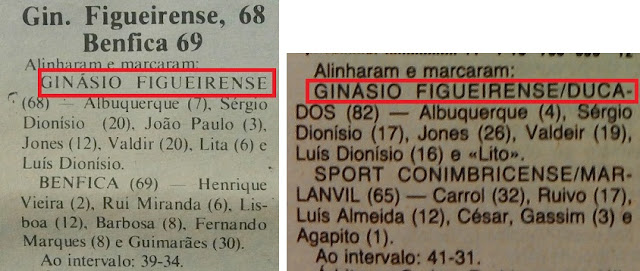 Gin. Figueirense, 68
Benfica 69
Alinharam e marcaram:
GINÁSIO FIGUEIRENSE
(68) — Albuquerque (7), Sérgio
Dionísio (20), João Paulo (3),
Jones (12), Valdir (20), Lita (6) e
Luís Dionísio.
BENFICA (69) — Henrique
Vieira (2), Rui Miranda (6), Lis-
boa (12), Barbosa (8), Fernando
Marques (8) e Guimarães (30).
Ao intervalo: 39-34.
Alinharam e marcaram:
GINÁSIO FIGUEIRENSE/DUCA-
DOS (82) — Albuquerque (4), Sérgio
Dionísio (17), Jones (26), Valdeir (19),
Luís Dionísio (16) e «Lito».
SPORT CONIMBRICENSE/MAR-
LANVIL (65) — Carrol (32), Ruivo (17),
Luís Almeida (12), César, Gassim (3) e
Agapito (1).
Ao intervalo: 41-31.